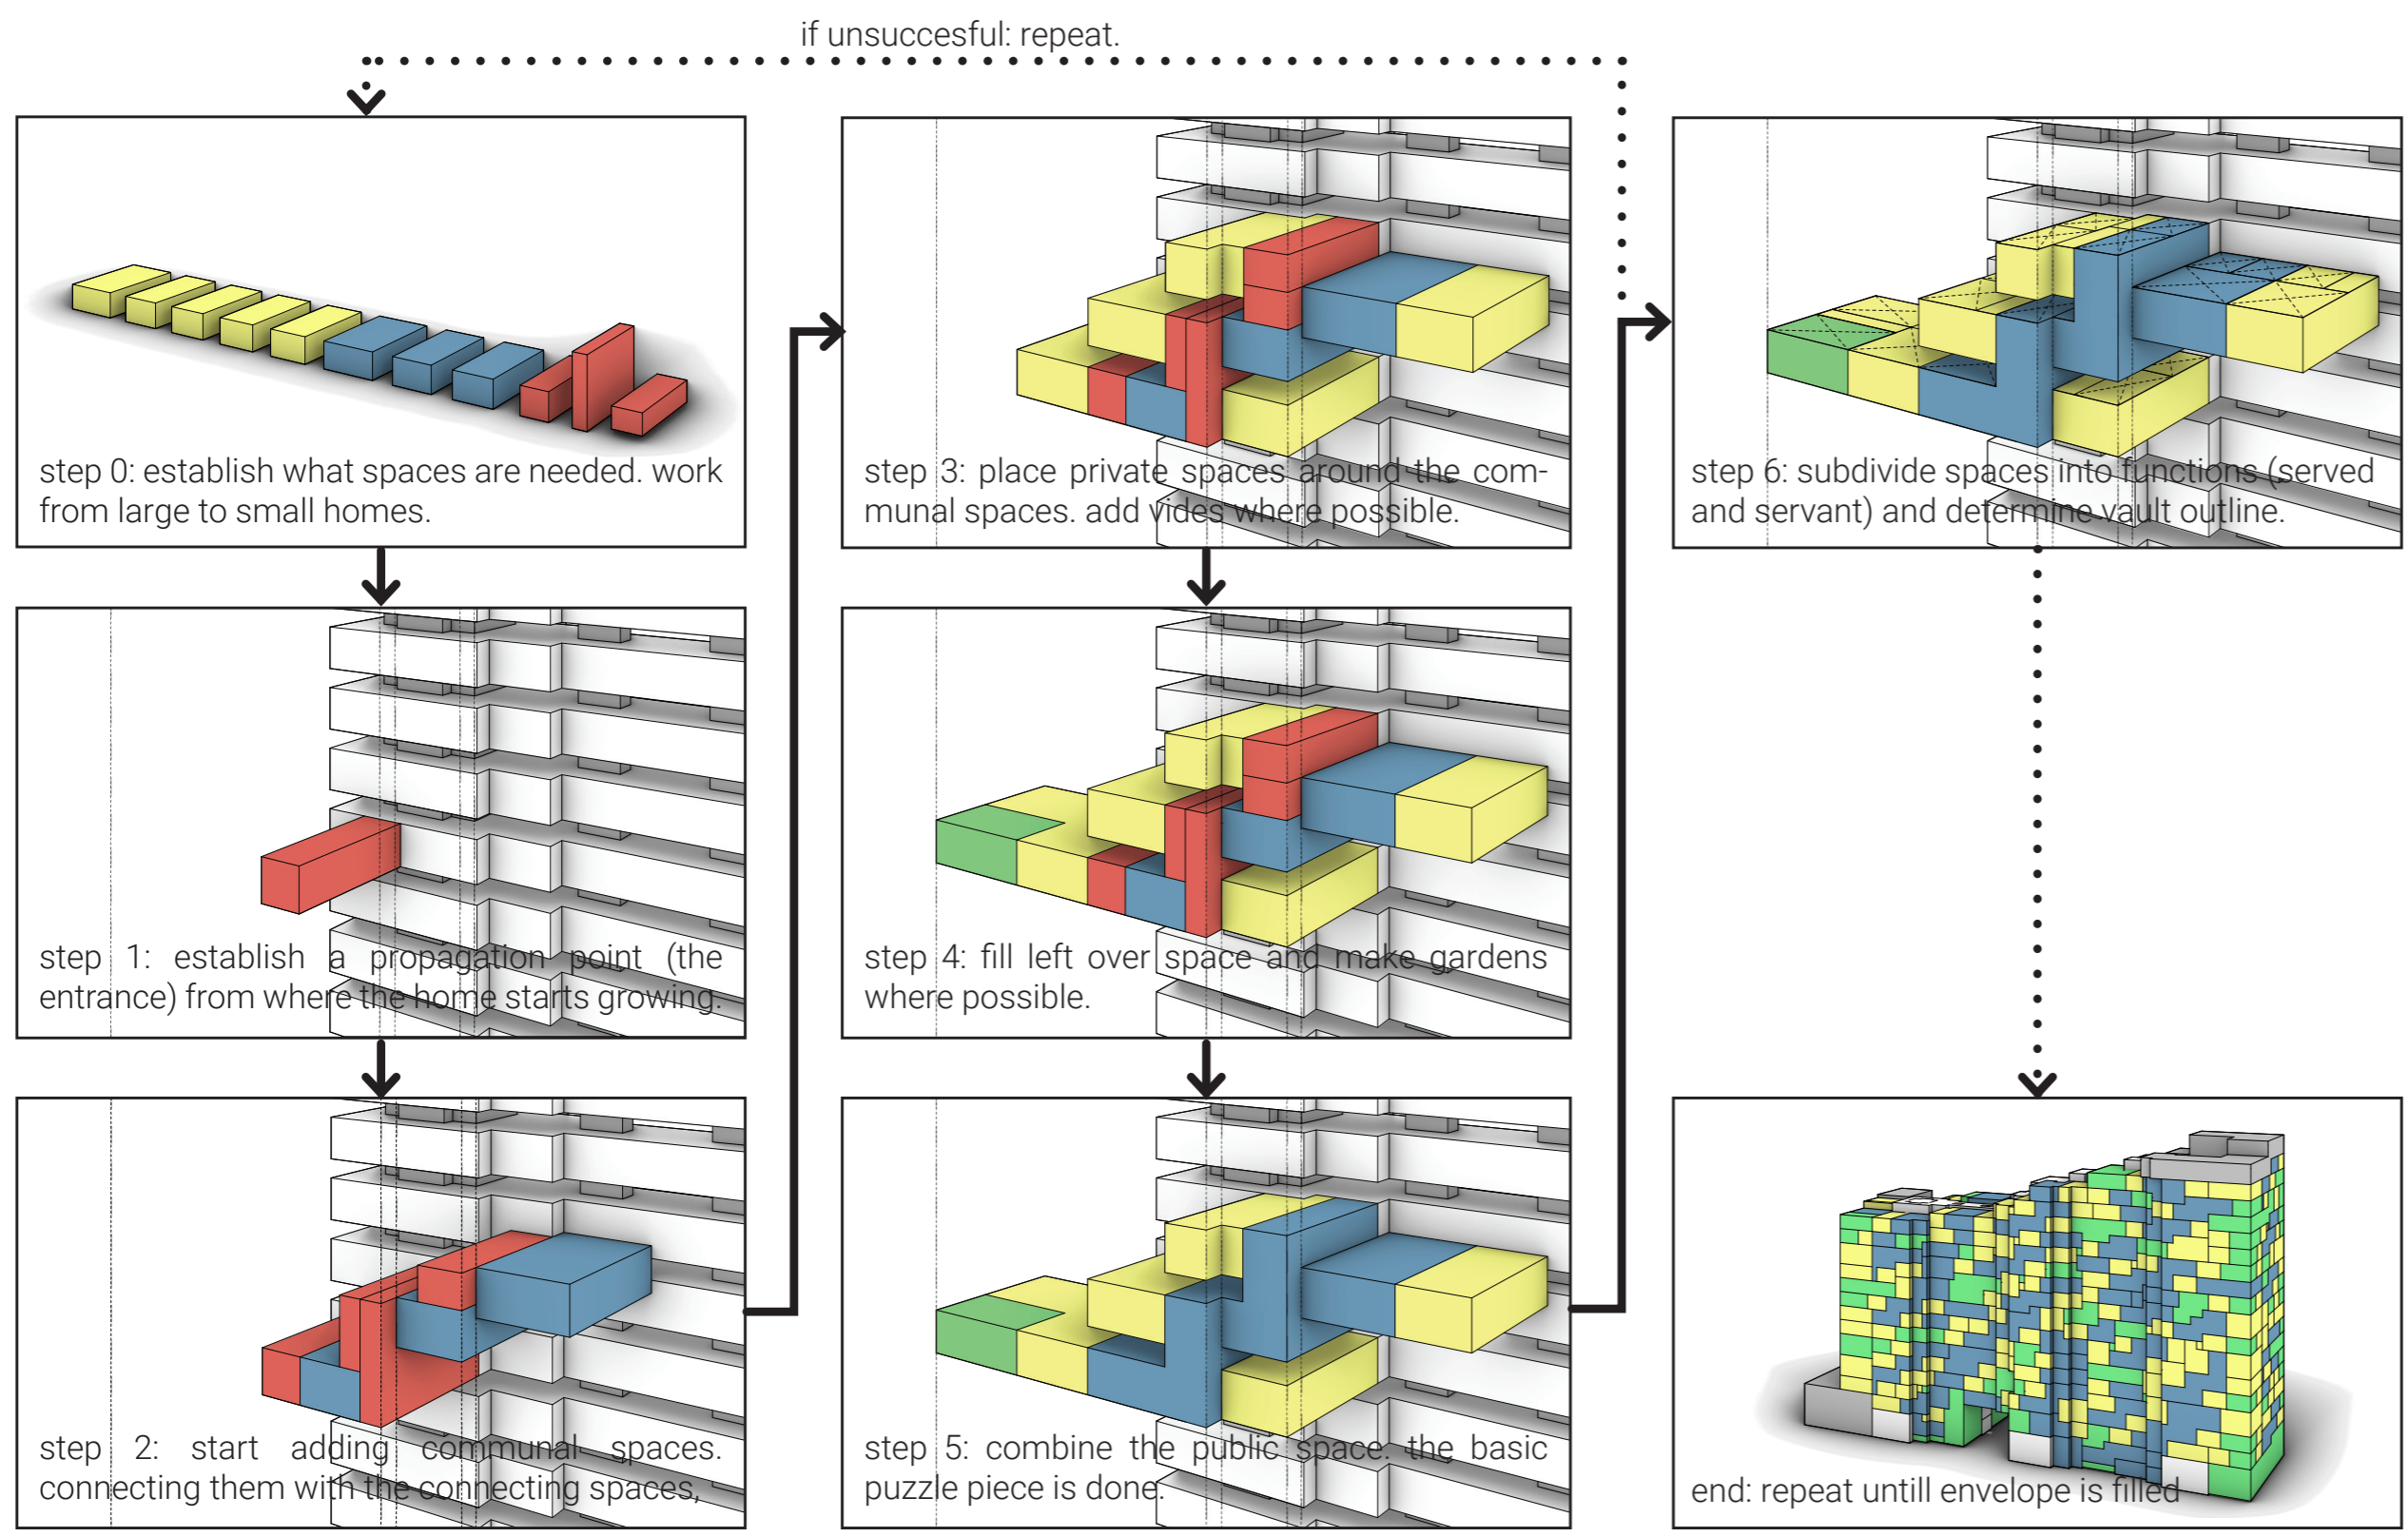 if unsuccesful: repeat.
step 0: establish what spaces are needed. work
from large to small homes.
step 1: establish a propagation point (the
entrance) from where the home starts growing.
step 2: start adding communal spaces.
connecting them with the connecting spaces,
step 3: place private spaces around the com-
munal spaces. add vides where possible.
step 4: fill left over space and make gardens
where possible.
step 5: combine the public space. the basic
puzzle piece is done.
step 6: subdivide spaces into functions (served
and servant) and determine vault outline.
end: repeat untill envelope is filled